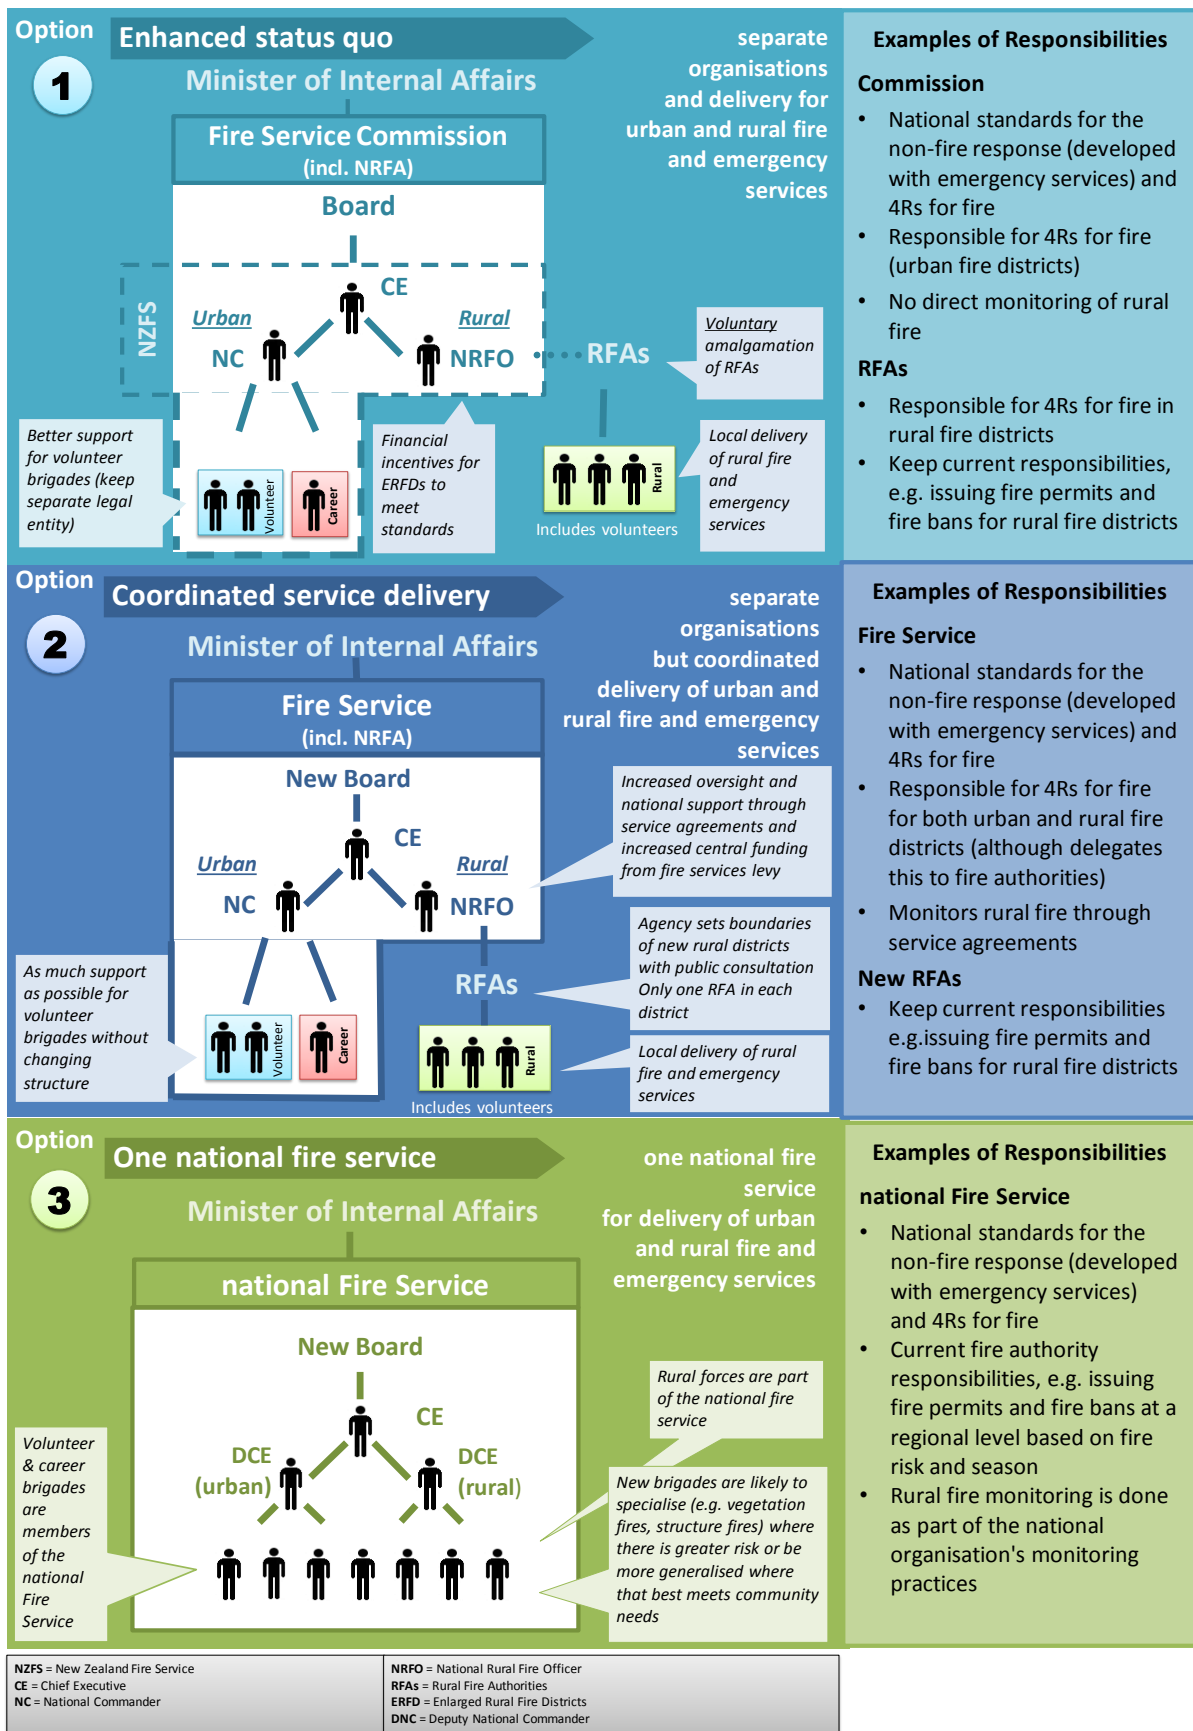 Option
1
Enhanced status quo
Minister of Internal Affairs
Fire Service Commission
(incl. NRFA)
Board
CE
NZFS
Urban
NC
Rural
NRFO
RFAs
separate
organisations
and delivery for
urban and rural fire
and emergency
services
Voluntary
amalgamation
of RFAs
Better support
for volunteer
brigades (keep
separate legal
entity)
Volunteer
Career
Financial
incentives for
ERFDs to
meet
standards
Rural
Includes volunteers
Local delivery
of rural fire
and
emergency
services
Examples of Responsibilities
Commission
• National standards for the
non-fire response (developed
with emergency services) and
4Rs for fire
• Responsible for 4Rs for fire
(urban fire districts)
• No direct monitoring of rural
fire
RFAs
• Responsible for 4Rs for fire in
rural fire districts
• Keep current responsibilities,
e.g. issuing fire permits and
fire bans for rural fire districts
Option
2
Coordinated service delivery
Minister of Internal Affairs
Fire Service
(incl. NRFA)
New Board
CE
Urban
NC
Rural
NRFO
RFAs
separate
organisations
but coordinated
delivery of urban and
rural fire and emergency
services
Increased oversight and
national support through
service agreements and
increased central funding
from fire services levy
Agency sets boundaries
of new rural districts
with public consultation
Only one RFA in each
district
As much support
as possible for
volunteer
brigades without
changing
structure
Volunteer
Career
Rural
Includes volunteers
Local delivery of rural
fire and emergency
services
Examples of Responsibilities
Fire Service
• National standards for the
non-fire response (developed
with emergency services) and
4Rs for fire
• Responsible for 4Rs for fire
for both urban and rural fire
districts (although delegates
this to fire authorities)
• Monitors rural fire through
service agreements
New RFAs
• Keep current responsibilities
e.g.issuing fire permits and
fire bans for rural fire districts
Option
3
One national fire service
Minister of Internal Affairs
national Fire Service
New Board
CE
DCE
(urban)
DCE
(rural)
one national fire
service
for delivery of urban
and rural fire and
emergency services
Rural forces are part
of the national fire
service
Volunteer
& career
brigades
are
members
of the
national
Fire
Service
New brigades are likely to
specialise (e.g. vegetation
fires, structure fires) where
there is greater risk or be
more generalised where
that best meets community
needs
Examples of Responsibilities
national Fire Service
• National standards for the
non-fire response (developed
with emergency services)
and 4Rs for fire
• Current fire authority
responsibilities, e.g. issuing
fire permits and fire bans at a
regional level based on fire
risk and season
• Rural fire monitoring is done
as part of the national
organisation's monitoring
practices
NZFS = New Zealand Fire Service
CE = Chief Executive
NC = National Commander
NRFO = National Rural Fire Officer
RFAs = Rural Fire Authorities
ERFD = Enlarged Rural Fire Districts
DNC = Deputy National Commander